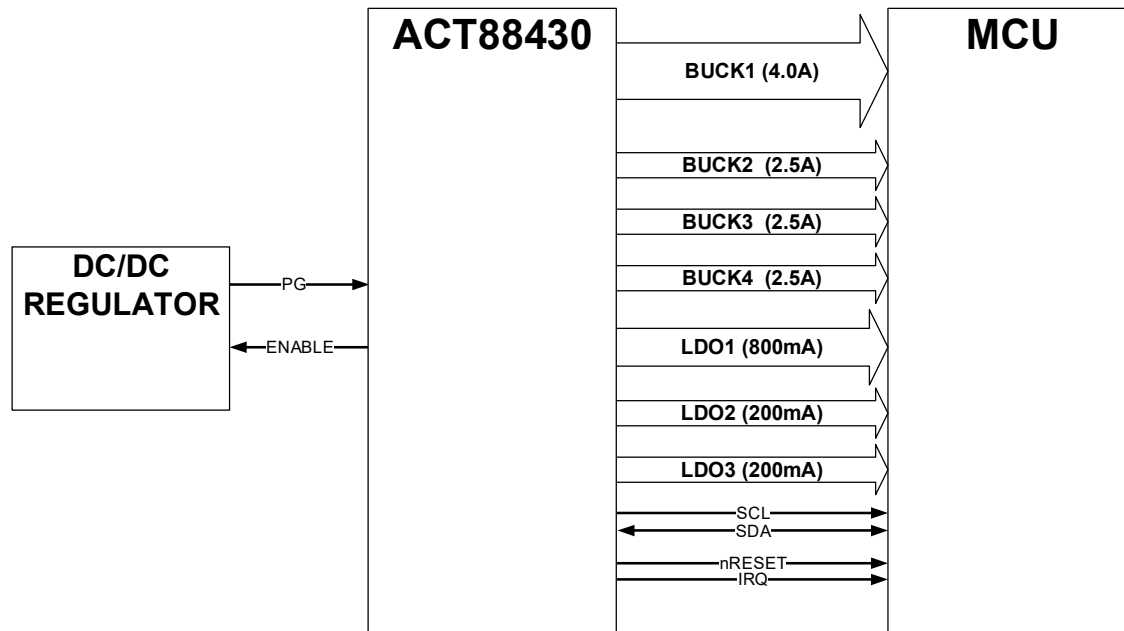 ACT88430
MCU
BUCK1 (4.0A)
BUCK2 (2.5A)
BUCK3 (2.5A)
DC/DC
REGULATOR
PG
BUCK4 (2.5A)
ENABLE
LDO1 (800mA)
LDO2 (200mA)
LDO3 (200mA)
SCL
SDA
nRESET
IRQ